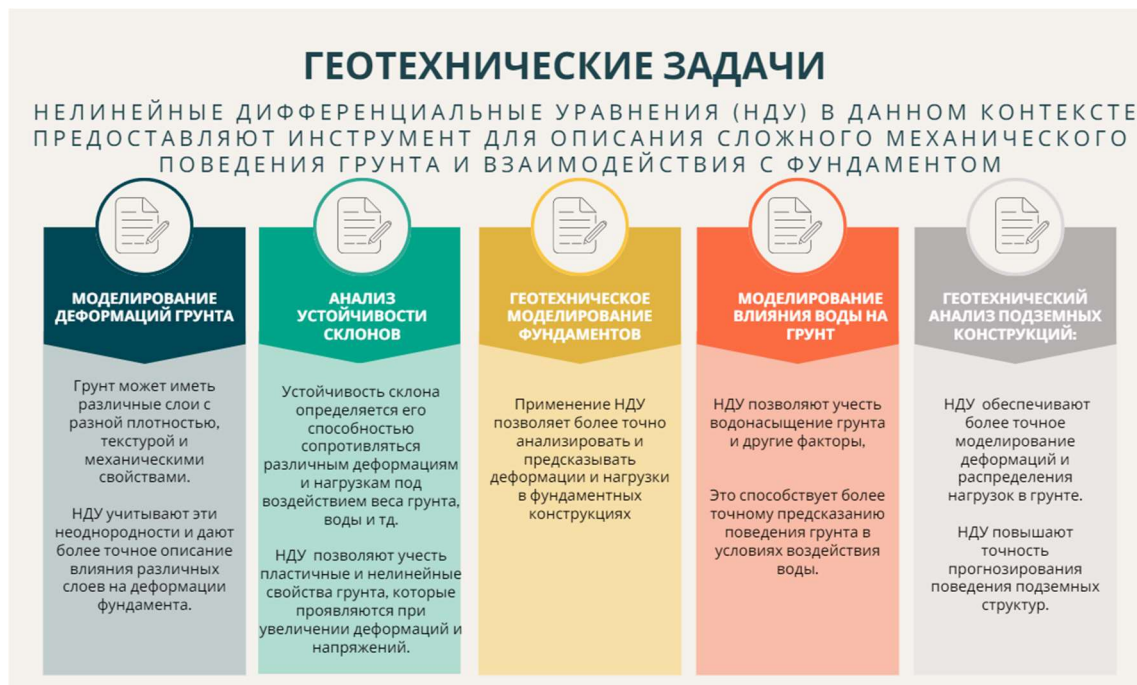 ГЕОТЕХНИЧЕСКИЕ ЗАДАЧИ
НЕЛИНЕЙНЫЕ ДИФФЕРЕНЦИАЛЬНЫЕ УРАВНЕНИЯ (НДУ) В ДАННОМ КОНТЕКСТЕ
ПРЕДОСТАВЛЯЮТ ИНСТРУМЕНТ ДЛЯ ОПИСАНИЯ СЛОЖНОГО МЕХАНИЧЕСКОГО
ПОВЕДЕНИЯ ГРУНТА И ВЗАИМОДЕЙСТВИЯ С ФУНДАМЕНТОМ
МОДЕЛИРОВАНИЕ
ДЕФОРМАЦИЙ ГРУНТА
Грунт может иметь
различные слои с
разной плотностью,
текстурой и
механическими
свойствами.
НДУ учитывают эти
неоднородности и дают
более точное описание
влияния различных
слоев на деформации
фундамента.
АНАЛИЗ
УСТОЙЧИВОСТИ
СКЛОНОВ
Устойчивость склона
определяется его
способностью
сопротивляться
различным деформациям
и нагрузкам под
воздействием веса грунта,
воды и тд.
НДУ позволяют учесть
пластичные и нелинейные
свойства грунта, которые
проявляются при
увеличении деформаций и
напряжений.
ГЕОТЕХНИЧЕСКОЕ
МОДЕЛИРОВАНИЕ
ФУНДАМЕНТОВ
Применение НДУ
позволяет более точно
анализировать и
предсказывать
деформации и нагрузки
в фундаментных
конструкциях
МОДЕЛИРОВАНИЕ
ВЛИЯНИЯ ВОДЫ НА
ГРУНТ
НДУ позволяют учесть
водонасыщение грунта
и другие факторы,
Это способствует более
точному предсказанию
поведения грунта в
условиях воздействия
воды.
ГЕОТЕХНИЧЕСКИЙ
АНАЛИЗ ПОДЗЕМНЫХ
КОНСТРУКЦИЙ:
НДУ обеспечивают
более точное
моделирование
деформаций и
распределения
нагрузок в грунте.
НДУ повышают
точность
прогнозирования
поведения подземных
структур.